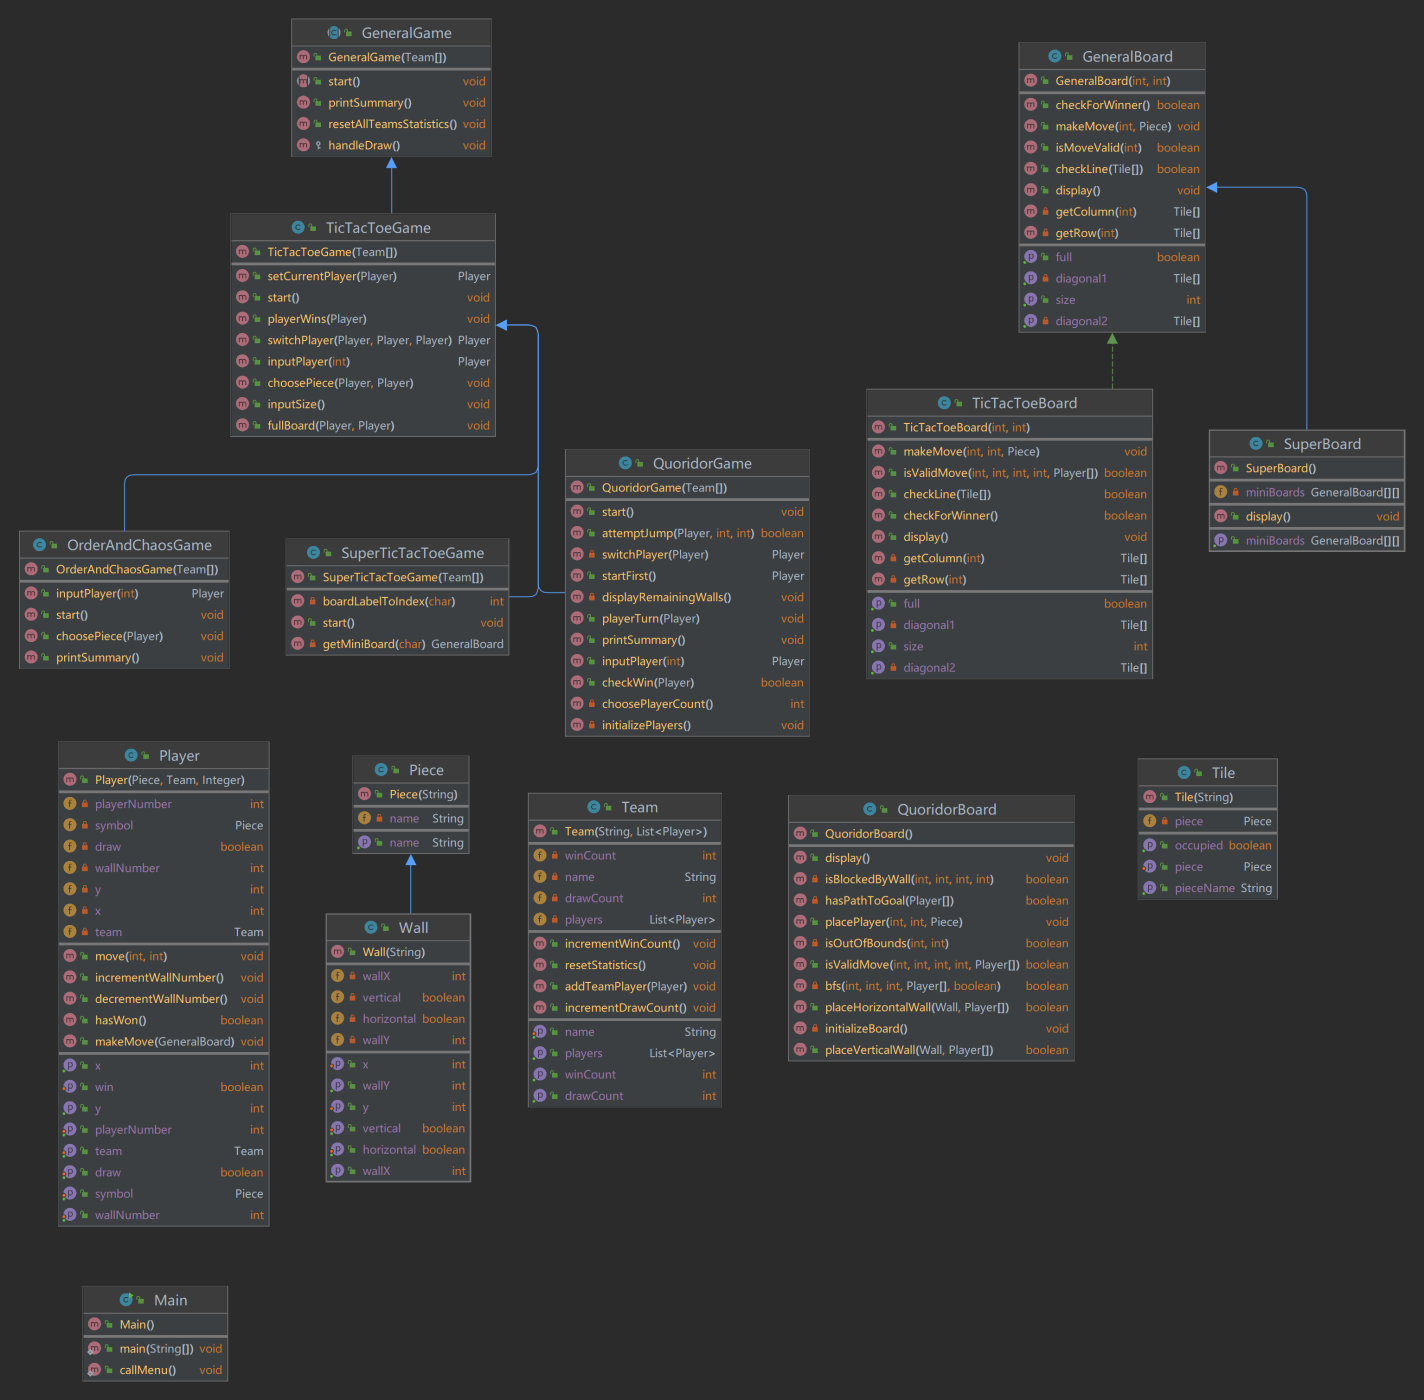 GeneralGame
GeneralGame(Team[])
start() void
printSummary() void
resetAllTeamsStatistics() void
handleDraw() void
GeneralBoard
GeneralBoard(int, int)
checkForWinner() boolean
makeMove(int, Piece) void
isMoveValid(int) boolean
checkLine(Tile[]) boolean
display() void
getColumn(int) Tile[]
getRow(int) Tile[]
full boolean
diagonal1 Tile[]
size int
diagonal2 Tile[]
TicTacToeGame
TicTacToeGame(Team[])
setCurrentPlayer(Player) Player
start() void
playerWins(Player) void
switchPlayer(Player, Player, Player) Player
inputPlayer(int) Player
choosePiece(Player, Player) void
inputSize() void
fullBoard(Player, Player) void
TicTacToeBoard
TicTacToeBoard(int, int)
makeMove(int, int, Piece) void
isValidMove(int, int, int, int, Player[]) boolean
checkLine(Tile[]) boolean
checkForWinner() boolean
display() void
getColumn(int) Tile[]
getRow(int) Tile[]
full boolean
diagonal1 Tile[]
size int
diagonal2 Tile[]
SuperBoard
SuperBoard()
miniBoards GeneralBoard[][]
display() void
miniBoards GeneralBoard[][]
OrderAndChaosGame
OrderAndChaosGame(Team[])
inputPlayer(int) Player
start() void
choosePiece(Player) void
printSummary() void
SuperTicTacToeGame
SuperTicTacToeGame(Team[])
boardLabelToIndex(char) int
start() void
getMiniBoard(char) GeneralBoard
QuoridorGame
QuoridorGame(Team[])
start() void
attemptJump(Player, int, int) boolean
switchPlayer(Player) Player
startFirst() Player
displayRemainingWalls() void
playerTurn(Player) void
printSummary() void
inputPlayer(int) Player
checkWin(Player) boolean
choosePlayerCount() int
initializePlayers() void
Player
Player(Piece, Team, Integer)
playerNumber int
symbol Piece
draw boolean
wallNumber int
y int
x int
team Team
move(int, int) void
incrementWallNumber() void
decrementWallNumber() void
hasWon() boolean
makeMove(GeneralBoard) void
x int
win boolean
y int
playerNumber int
team Team
draw boolean
symbol Piece
wallNumber int
Piece
Piece(String)
name String
name String
Wall
Wall(String)
wallX int
vertical boolean
horizontal boolean
wallY int
x int
wallY int
y int
vertical boolean
horizontal boolean
wallX int
Team
Team(String, List<Player>)
winCount int
name String
drawCount int
players List<Player>
incrementWinCount() void
resetStatistics() void
addTeamPlayer(Player) void
incrementDrawCount() void
name String
players List<Player>
winCount int
drawCount int
QuoridorBoard
QuoridorBoard()
display() void
isBlockedByWall(int, int, int, int) boolean
hasPathToGoal(Player[]) boolean
placePlayer(int, int, Piece) void
isOutOfBounds(int, int) boolean
isValidMove(int, int, int, int, Player[]) boolean
bfs(int, int, int, Player[], boolean) boolean
placeHorizontalWall(Wall, Player[]) boolean
initializeBoard() void
placeVerticalWall(Wall, Player[]) boolean
Tile
Tile(String)
piece Piece
occupied boolean
piece Piece
pieceName String
Main
Main()
main(String[]) void
callMenu() void